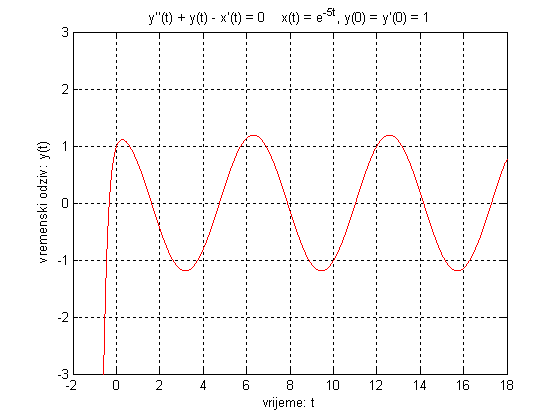 y''(t) + y(t) - x'(t) = 0    x(t) = e^-5t, y(0) = y'(0) = 1
3
2
1
0
-1
-2
-3
vremenski odziv: y(t)
-2 0 2 4 6 8 10 12 14 16 18
vrijeme: t